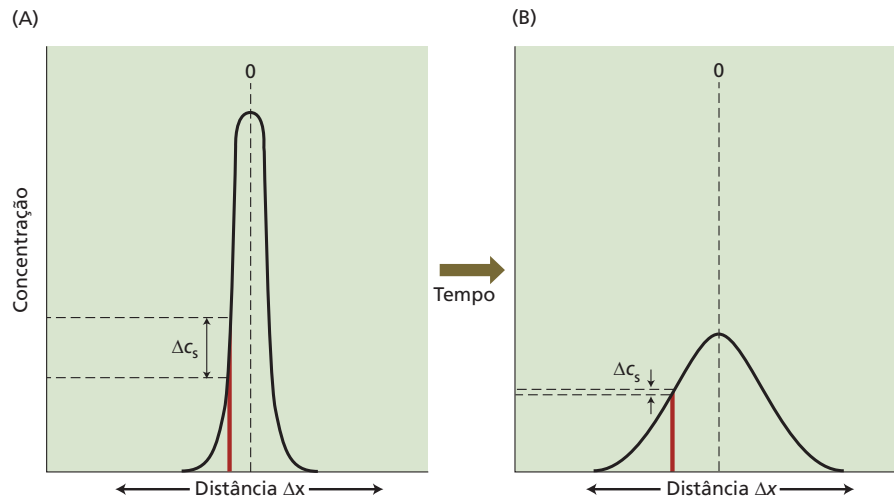 (A)
0
Concentração
Δc_s
Distância Δx
Tempo
(B)
0
Δc_s
Distância Δx